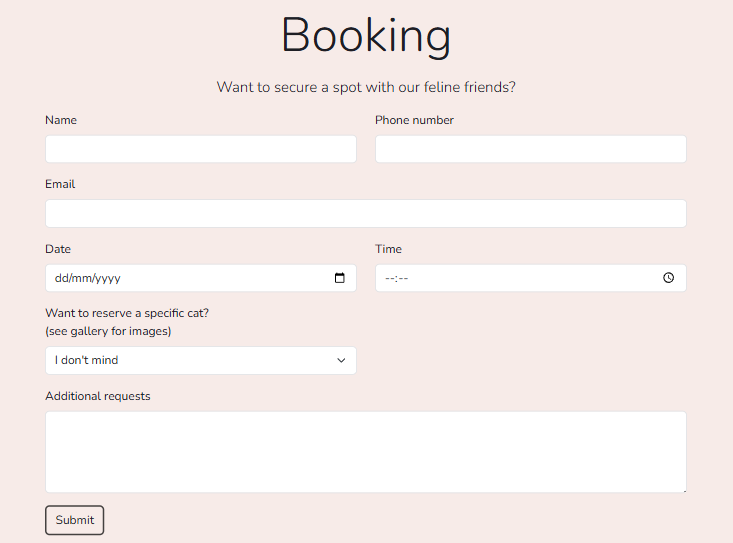 Booking
Want to secure a spot with our feline friends?
Name
Phone number
Email
Date
Time
dd/mm/yyyy
--:--
Want to reserve a specific cat?
(see gallery for images)
I don't mind
Additional requests
Submit